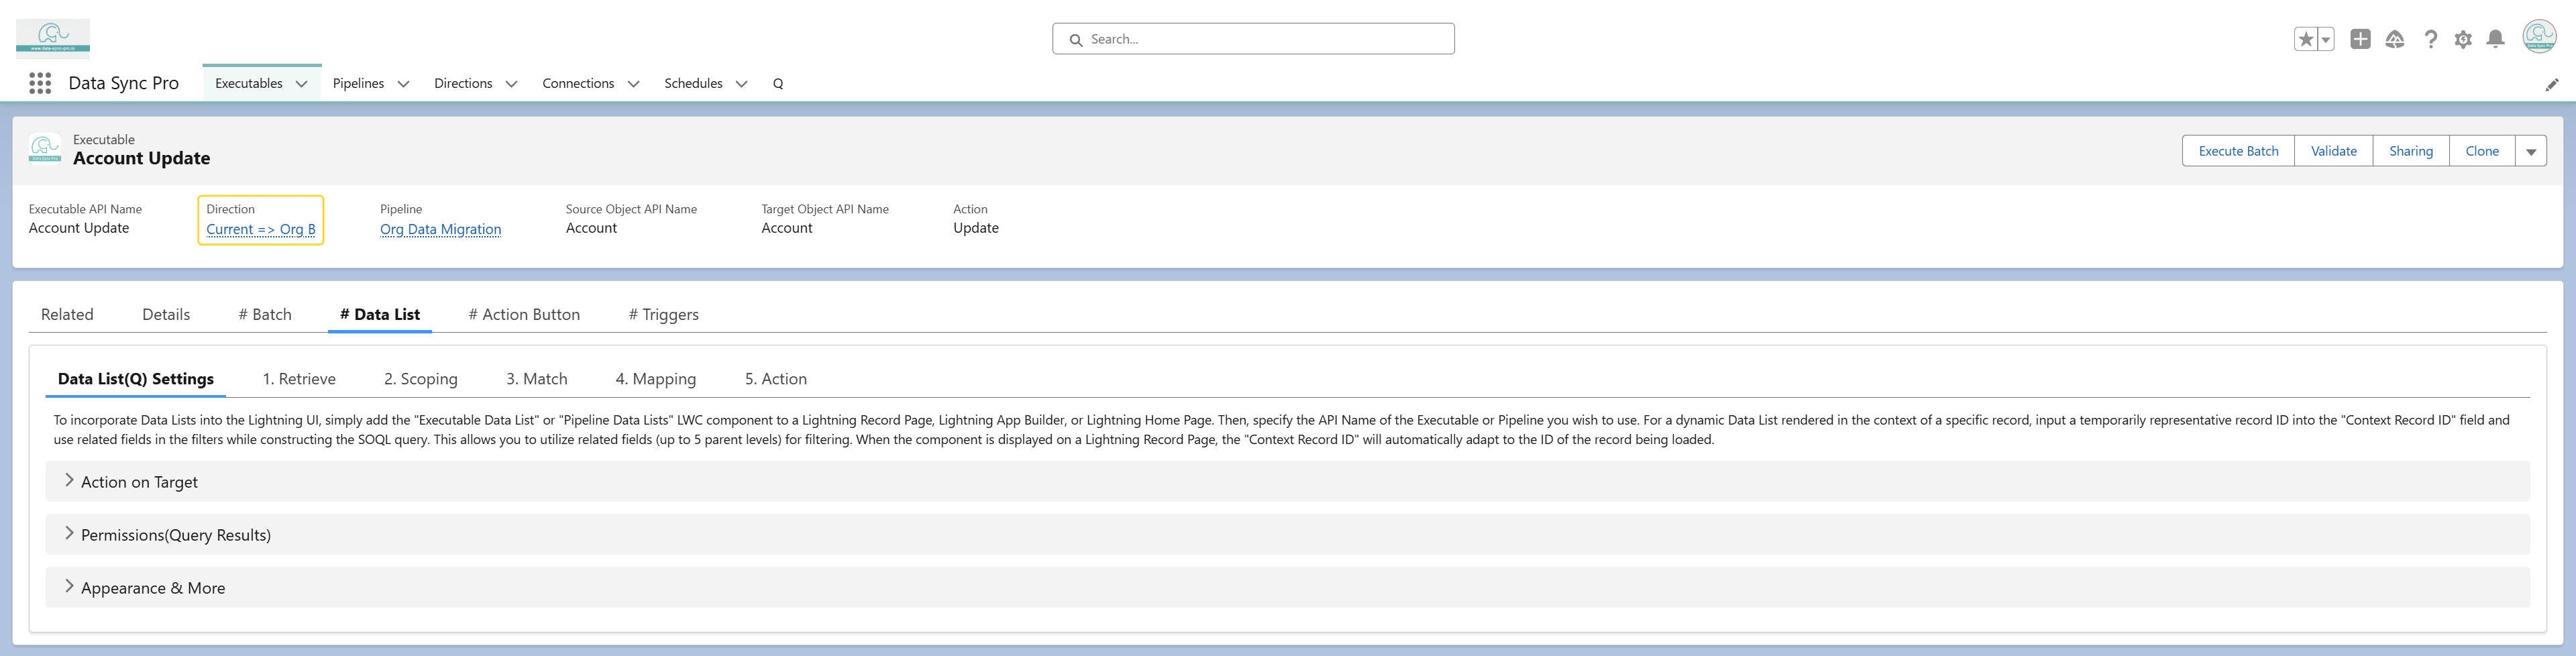 www.data-sync-pro.io
Search...
Data Sync Pro
Executables
Pipelines
Directions
Connections
Schedules
Q
Executable
Account Update
Execute Batch
Validate
Sharing
Clone
Executable API Name
Account Update
Direction
Current => Org B
Pipeline
Org Data Migration
Source Object API Name
Account
Target Object API Name
Account
Action
Update
Related
Details
# Batch
# Data List
# Action Button
# Triggers
Data List(Q) Settings
1. Retrieve
2. Scoping
3. Match
4. Mapping
5. Action
To incorporate Data Lists into the Lightning UI, simply add the "Executable Data List" or "Pipeline Data Lists" LWC component to a Lightning Record Page, Lightning App Builder, or Lightning Home Page. Then, specify the API Name of the Executable or Pipeline you wish to use. For a dynamic Data List rendered in the context of a specific record, input a temporarily representative record ID into the "Context Record ID" field and
use related fields in the filters while constructing the SOQL query. This allows you to utilize related fields (up to 5 parent levels) for filtering. When the component is displayed on a Lightning Record Page, the "Context Record ID" will automatically adapt to the ID of the record being loaded.
Action on Target
Permissions(Query Results)
Appearance & More